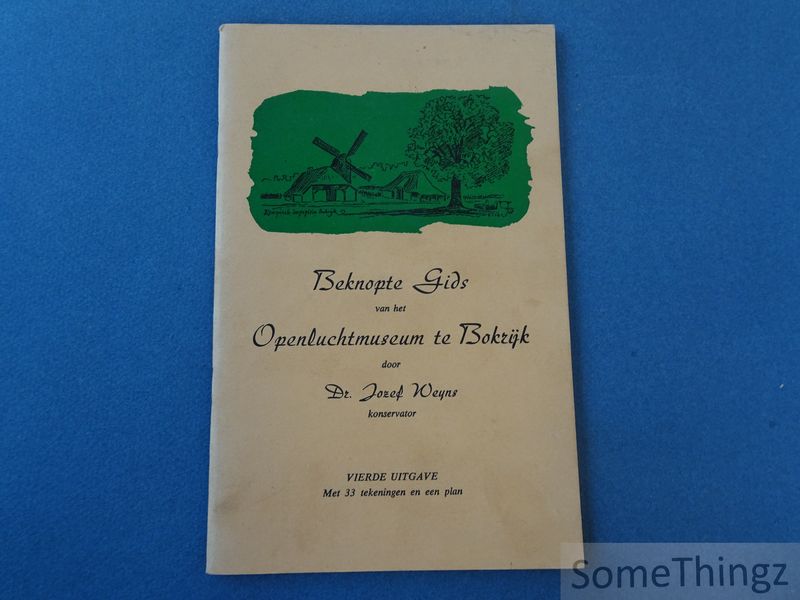 Beknopte Gids
van het
Openluchtmuseum te Bokrijk
door
Dr. Jozef Weyns
konservator
VIERDE UITGAVE
Met 33 tekeningen en een plan
SomeThingz